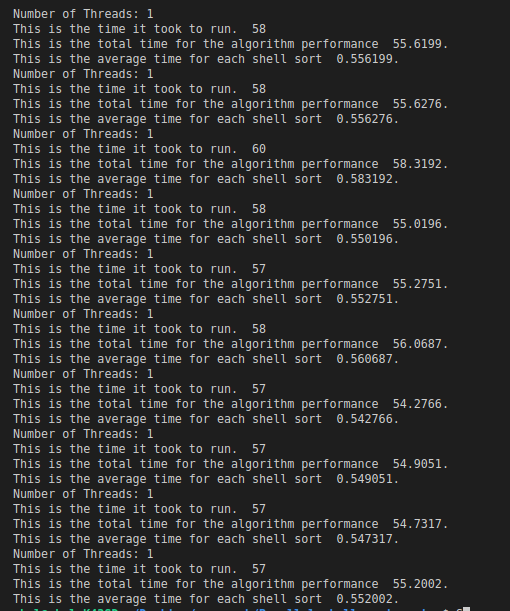 Number of Threads: 1
This is the time it took to run.  58
This is the total time for the algorithm performance  55.6199.
This is the average time for each shell sort  0.556199.
Number of Threads: 1
This is the time it took to run.  58
This is the total time for the algorithm performance  55.6276.
This is the average time for each shell sort  0.556276.
Number of Threads: 1
This is the time it took to run.  60
This is the total time for the algorithm performance  58.3192.
This is the average time for each shell sort  0.583192.
Number of Threads: 1
This is the time it took to run.  58
This is the total time for the algorithm performance  55.0196.
This is the average time for each shell sort  0.550196.
Number of Threads: 1
This is the time it took to run.  57
This is the total time for the algorithm performance  55.2751.
This is the average time for each shell sort  0.552751.
Number of Threads: 1
This is the time it took to run.  58
This is the total time for the algorithm performance  56.0687.
This is the average time for each shell sort  0.560687.
Number of Threads: 1
This is the time it took to run.  57
This is the total time for the algorithm performance  54.2766.
This is the average time for each shell sort  0.542766.
Number of Threads: 1
This is the time it took to run.  57
This is the total time for the algorithm performance  54.9051.
This is the average time for each shell sort  0.549051.
Number of Threads: 1
This is the time it took to run.  57
This is the total time for the algorithm performance  54.7317.
This is the average time for each shell sort  0.547317.
Number of Threads: 1
This is the time it took to run.  57
This is the total time for the algorithm performance  55.2002.
This is the average time for each shell sort  0.552002.